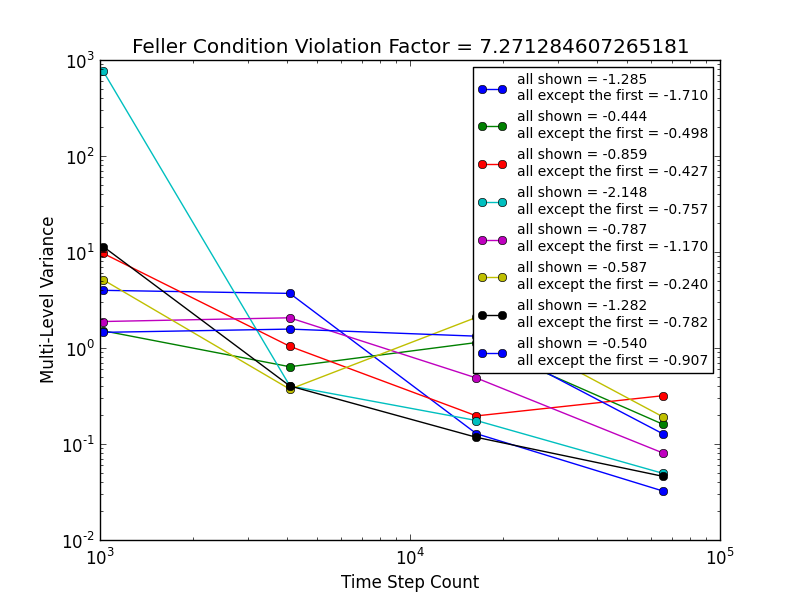 Feller Condition Violation Factor = 7.271284607265181
10^3
10^2
10^1
10^0
10^-1
10^-2
Multi-Level Variance
all shown = -1.285
all except the first = -1.710
all shown = -0.444
all except the first = -0.498
all shown = -0.859
all except the first = -0.427
all shown = -2.148
all except the first = -0.757
all shown = -0.787
all except the first = -1.170
all shown = -0.587
all except the first = -0.240
all shown = -1.282
all except the first = -0.782
all shown = -0.540
all except the first = -0.907
10^3 10^4 10^5
Time Step Count